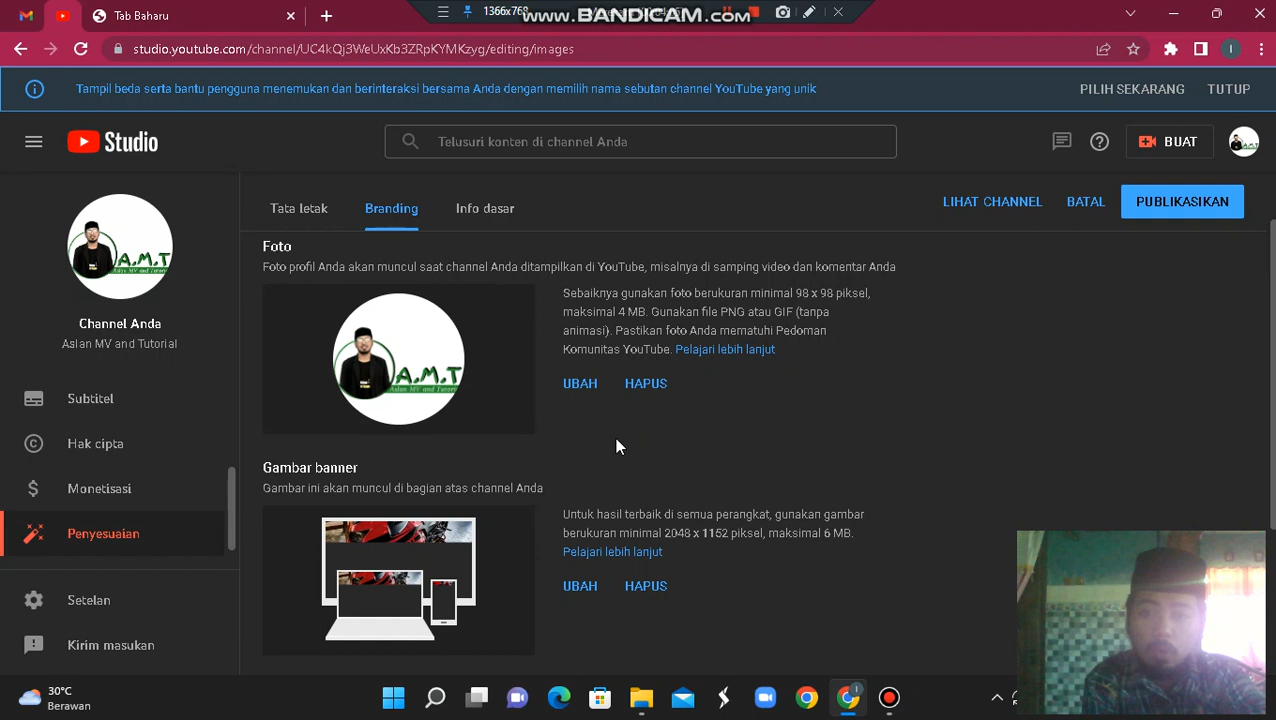 Tab Baharu
1366x768
www.BANDICAM.com
studio.youtube.com/channel/UC4kQj3WeUxKb3ZRpKYMKzyg/editing/images
Tampil beda serta bantu pengguna menemukan dan berinteraksi bersama Anda dengan memilih nama sebutan channel YouTube yang unik
PILIH SEKARANG
TUTUP
Studio
Telusuri konten di channel Anda
BUAT
Tata letak
Branding
Info dasar
LIHAT CHANNEL
BATAL
PUBLIKASIKAN
A.M.T
Channel Anda
Aslan MV and Tutorial
Subtitel
Hak cipta
Monetisasi
Penyesuaian
Setelan
Kirim masukan
Foto
Foto profil Anda akan muncul saat channel Anda ditampilkan di YouTube, misalnya di samping video dan komentar Anda
A.M.T
Aslan MV and Tutorial
Sebaiknya gunakan foto berukuran minimal 98 x 98 piksel,
maksimal 4 MB. Gunakan file PNG atau GIF (tanpa
animasi). Pastikan foto Anda mematuhi Pedoman
Komunitas YouTube. Pelajari lebih lanjut
UBAH
HAPUS
Gambar banner
Gambar ini akan muncul di bagian atas channel Anda
Untuk hasil terbaik di semua perangkat, gunakan gambar
berukuran minimal 2048 x 1152 piksel, maksimal 6 MB.
Pelajari lebih lanjut
UBAH
HAPUS
30°C
Berawan